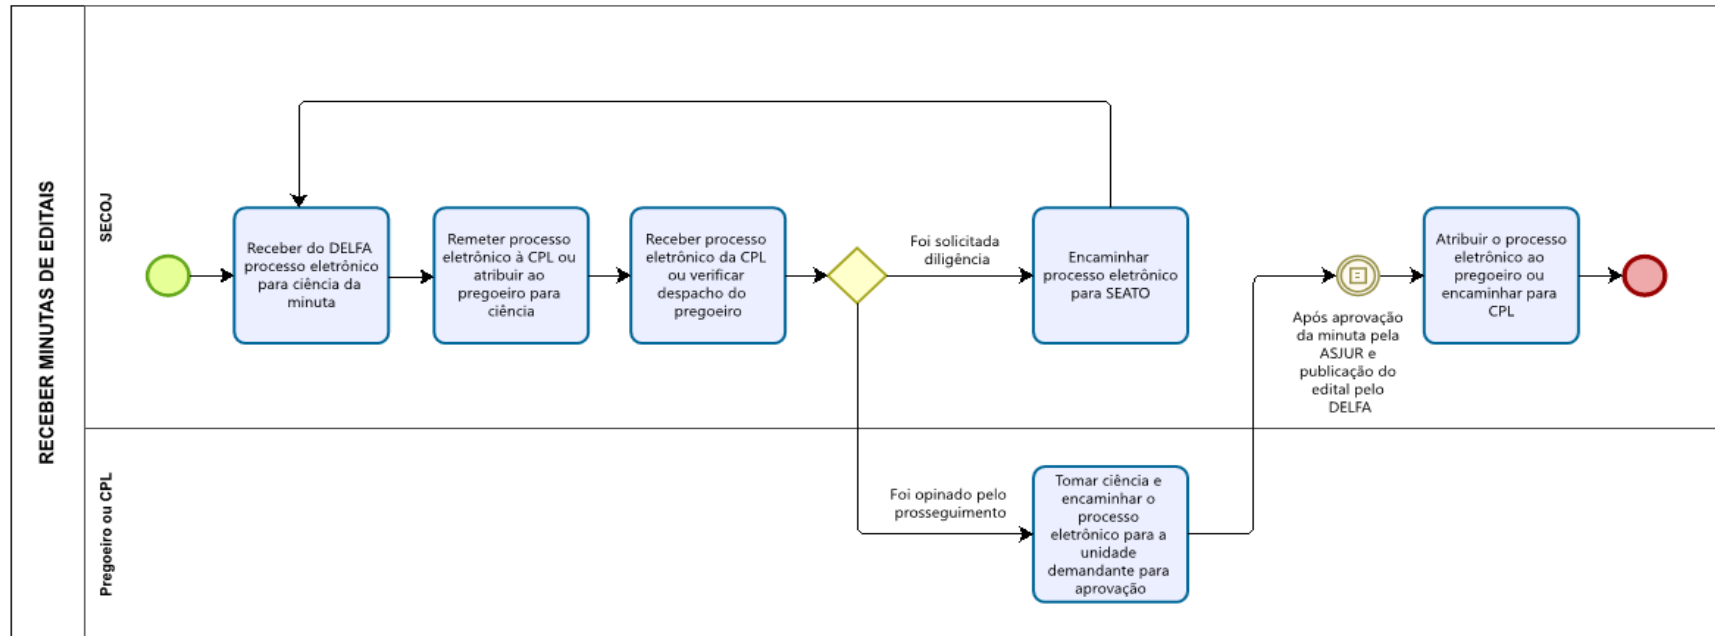 RECEBER MINUTAS DE EDITAIS
SECOJ
Receber do DELFA
processo eletrônico
para ciência da
minuta
Remeter processo
eletrônico à CPL ou
atribuir ao
pregoeiro para
ciência
Receber processo
eletrônico da CPL
ou verificar
despacho do
pregoeiro
Foi solicitada
diligência
Encaminhar
processo eletrônico
para SEATO
Após aprovação
da minuta pela
ASJUR e
publicação do
edital pelo
DELFA
Atribuir o processo
eletrônico ao
pregoeiro ou
encaminhar para
CPL
Pregoeiro ou CPL
Foi opinado pelo
prosseguimento
Tomar ciência e
encaminhar o
processo
eletrônico para a
unidade
demandante para
aprovação